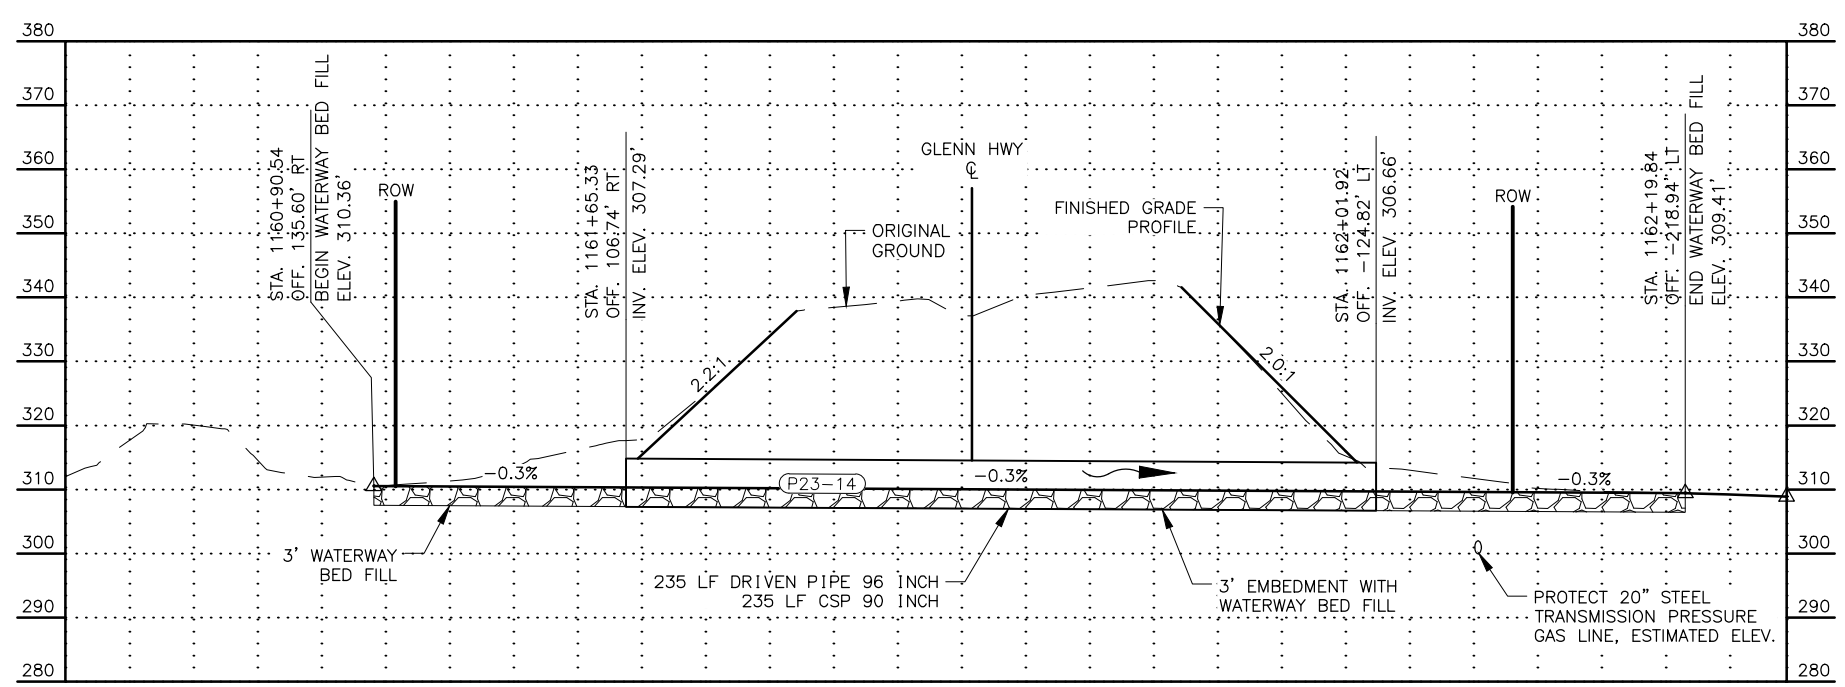 380
370
360
350
340
330
320
310
300
290
280
STA. 1160+90.54
OFF. 135.60' RT
BEGIN WATERWAY BED FILL
ELEV. 310.36'
ROW
STA. 1161+65.33
OFF. 106.74' RT
INV. ELEV. 307.29'
2.2:1
ORIGINAL
GROUND
GLENN HWY
℄
FINISHED GRADE
PROFILE
2.0:1
STA. 1162+01.92
OFF. -124.82' LT
INV. ELEV 306.66'
ROW
STA. 1162+19.84
OFF. -218.94" LT
END WATERWAY BED FILL
ELEV. 309.41'
-0.3%
P23-14
-0.3%
-0.3%
3' WATERWAY
BED FILL
235 LF DRIVEN PIPE 96 INCH
235 LF CSP 90 INCH
3' EMBEDMENT WITH
WATERWAY BED FILL
PROTECT 20" STEEL
TRANSMISSION PRESSURE
GAS LINE, ESTIMATED ELEV.
380
370
360
350
340
330
320
310
300
290
280